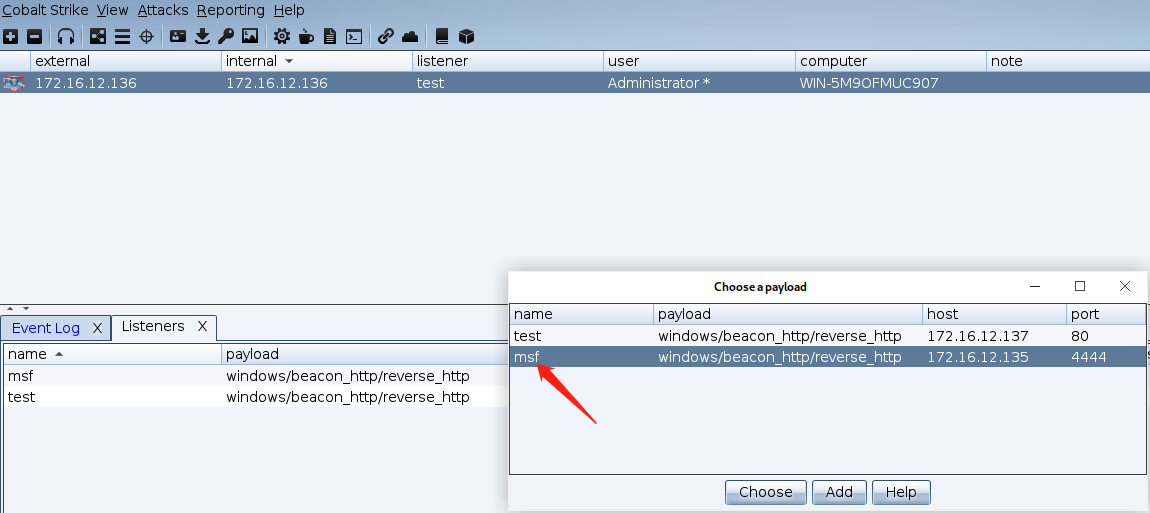 Cobalt Strike View Attacks Reporting Help
external internal listener user computer note
172.16.12.136 172.16.12.136 test Administrator * WIN-5M9OFMUC907
Event Log X Listeners X
name payload
msf windows/beacon_http/reverse_http
test windows/beacon_http/reverse_http
Choose a payload
name payload host port
test windows/beacon_http/reverse_http 172.16.12.137 80
msf windows/beacon_http/reverse_http 172.16.12.135 4444
Choose Add Help